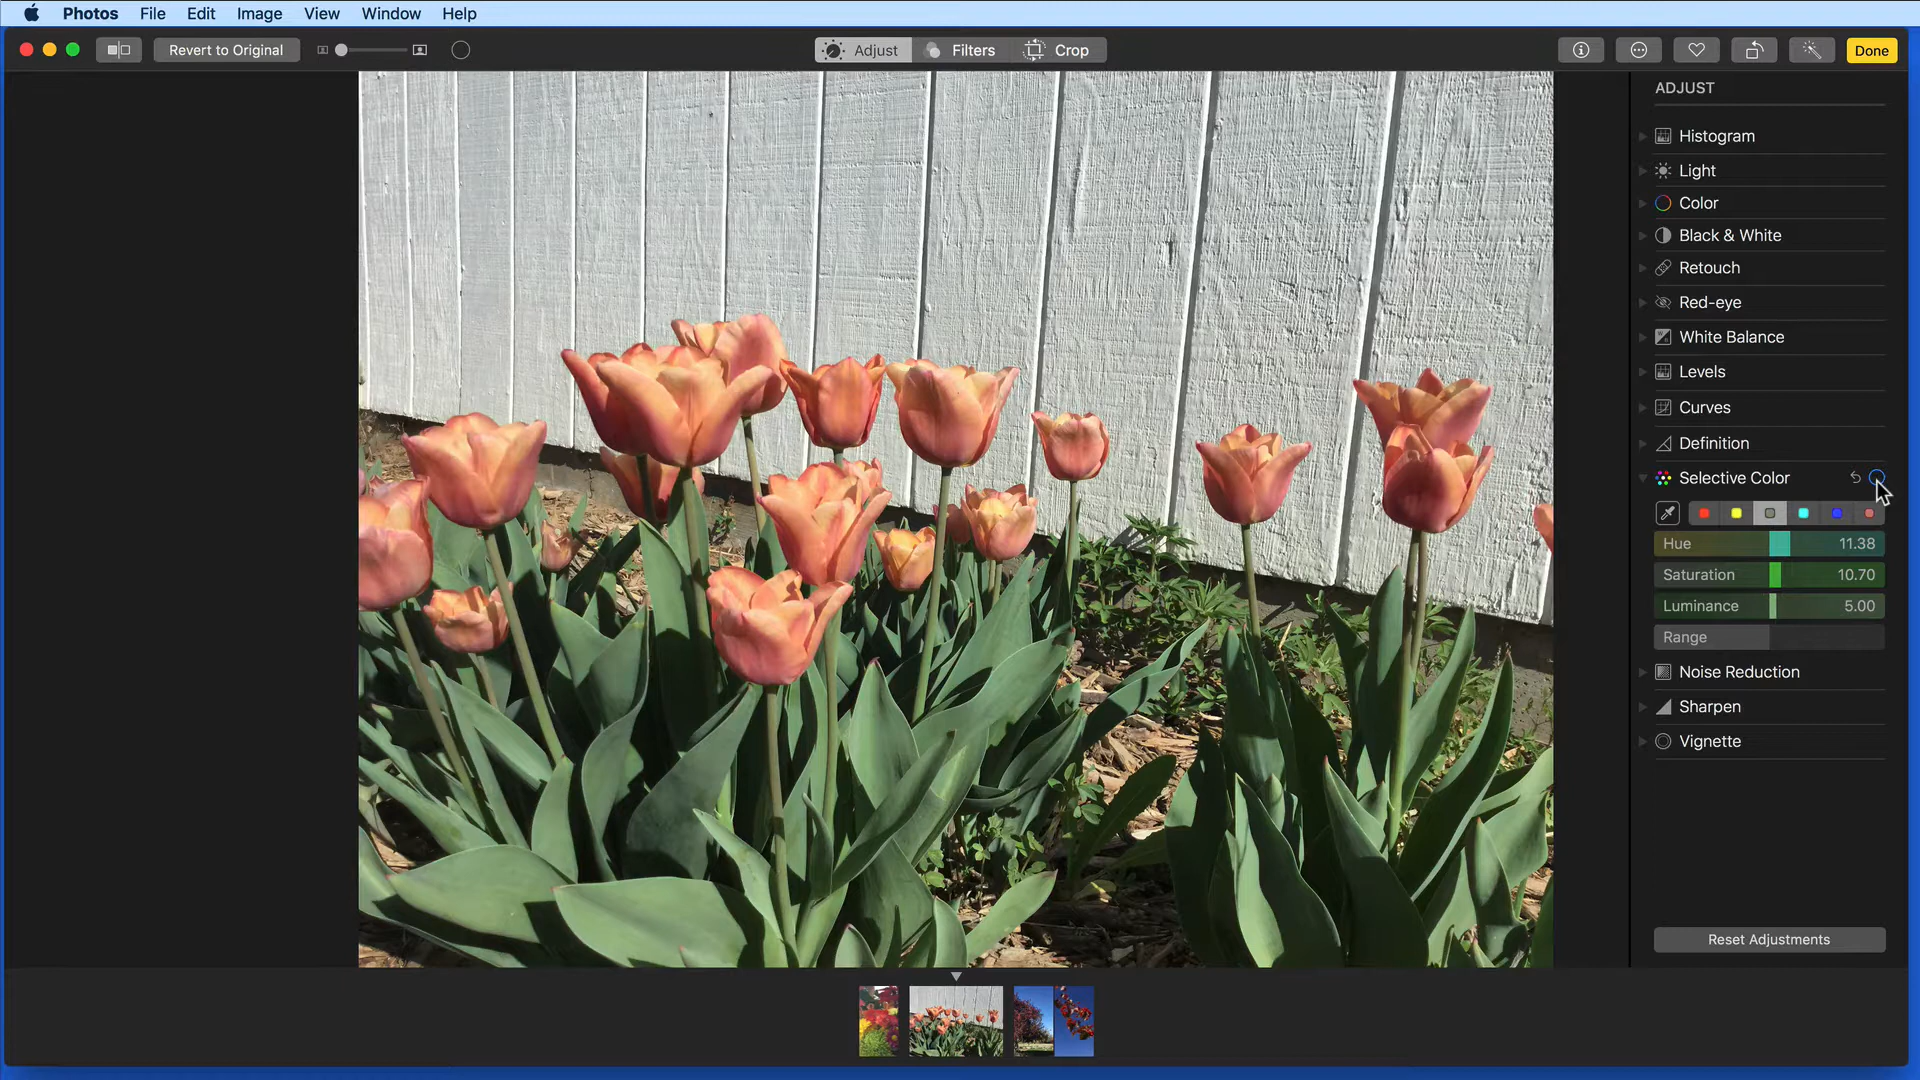 Photos File Edit Image View Window Help
Revert to Original Adjust Filters Crop Done
ADJUST
Histogram
Light
Color
Black & White
Retouch
Red-eye
White Balance
Levels
Curves
Definition
Selective Color
Hue 11.38
Saturation 10.70
Luminance 5.00
Range
Noise Reduction
Sharpen
Vignette
Reset Adjustments